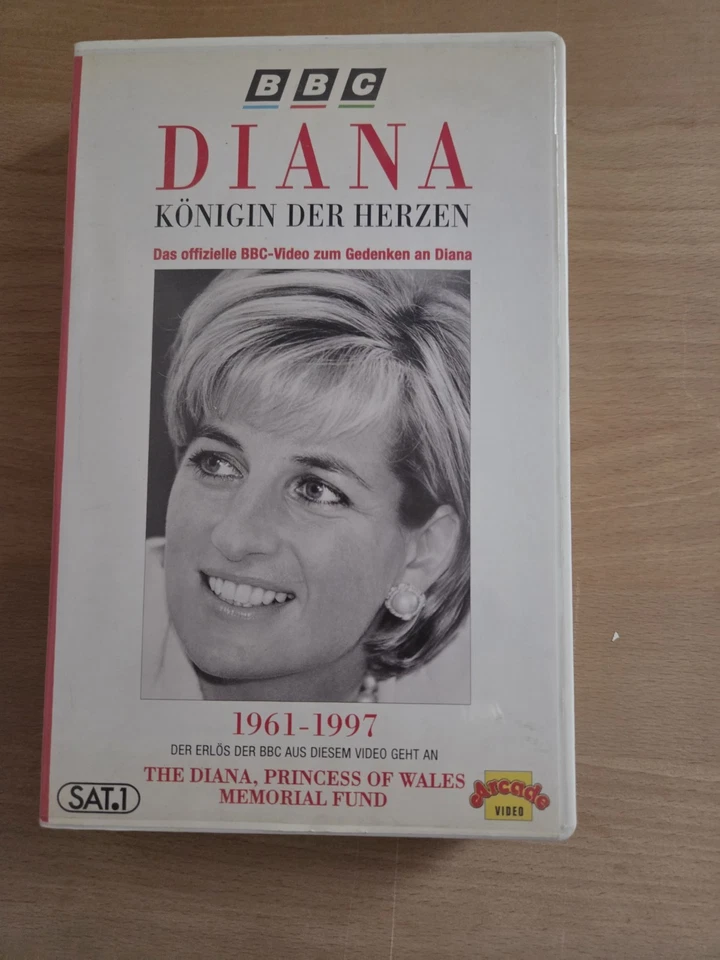 BBC
DIANA
KÖNIGIN DER HERZEN
Das offizielle BBC-Video zum Gedenken an Diana
1961-1997
DER ERLÖS DER BBC AUS DIESEM VIDEO GEHT AN
THE DIANA, PRINCESS OF WALES
MEMORIAL FUND
SAT.1
Arcade
VIDEO